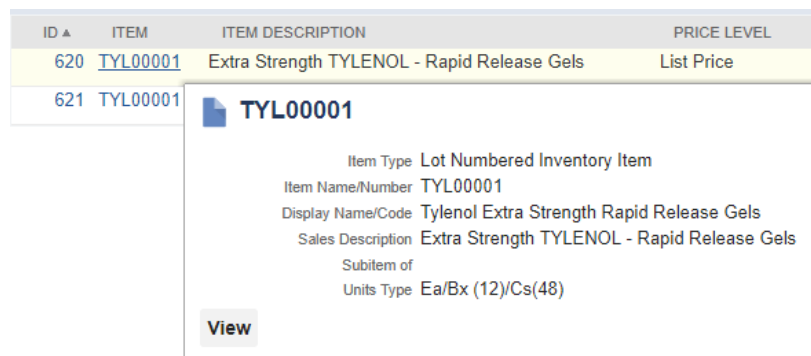 ID ▲ ITEM ITEM DESCRIPTION PRICE LEVEL
620 TYL00001 Extra Strength TYLENOL - Rapid Release Gels List Price
621 TYL00001
TYL00001
Item Type Lot Numbered Inventory Item
Item Name/Number TYL00001
Display Name/Code Tylenol Extra Strength Rapid Release Gels
Sales Description Extra Strength TYLENOL - Rapid Release Gels
Subitem of
Units Type Ea/Bx (12)/Cs(48)
View